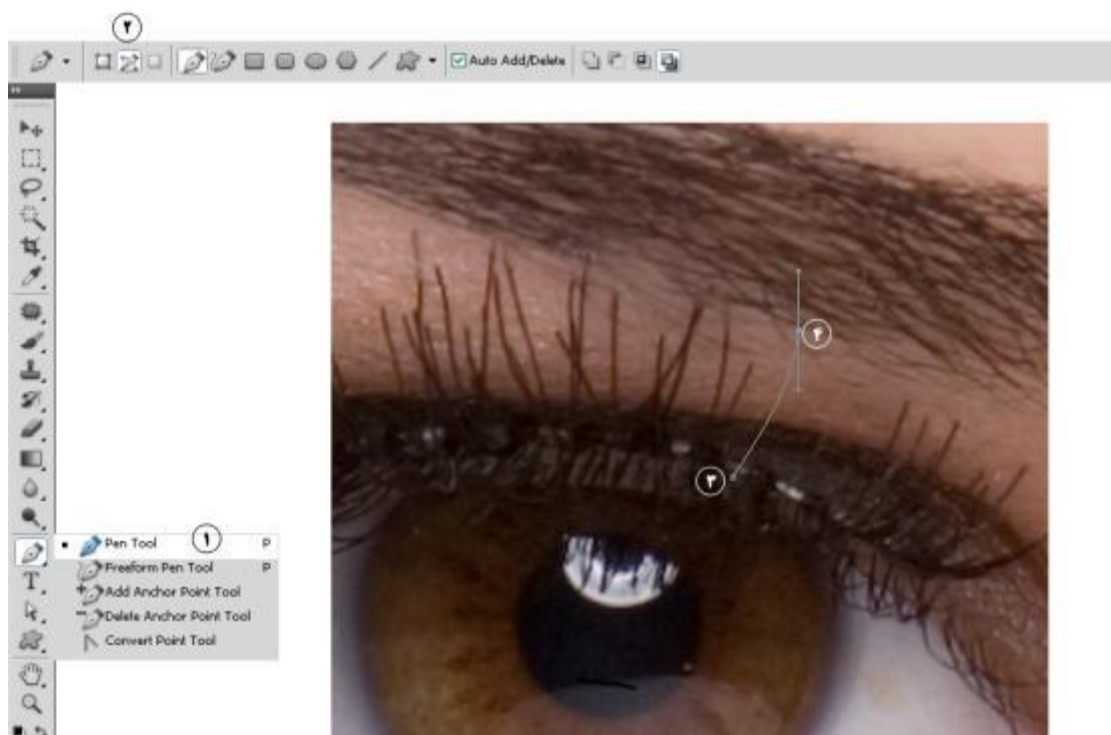 ۲
Auto Add/Delete
۴
۳
Pen Tool ۱ P
Freeform Pen Tool P
Add Anchor Point Tool
Delete Anchor Point Tool
Convert Point Tool